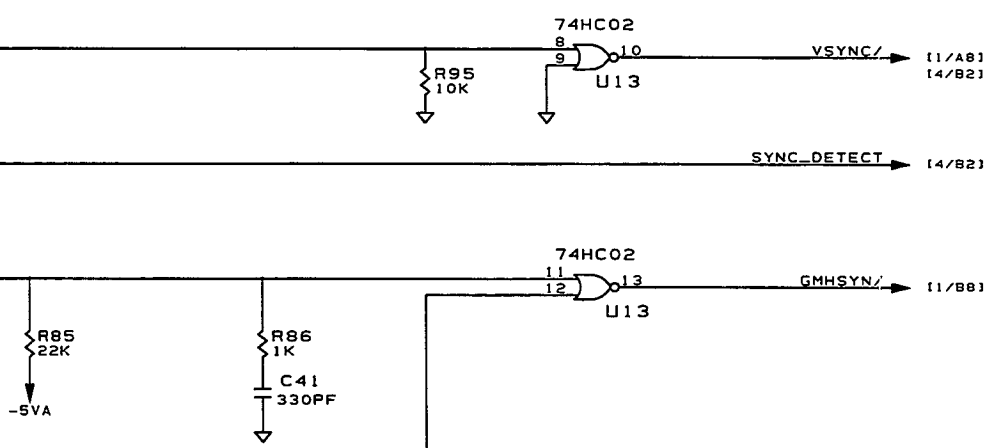 74HC02
8
9
10
U13
VSYNC/
[1/A8]
[4/B2]
R95
10K
SYNC_DETECT
[4/B2]
74HC02
11
12
13
U13
GMHSYN/
[1/B8]
R85
22K
-5VA
R86
1K
C41
330PF